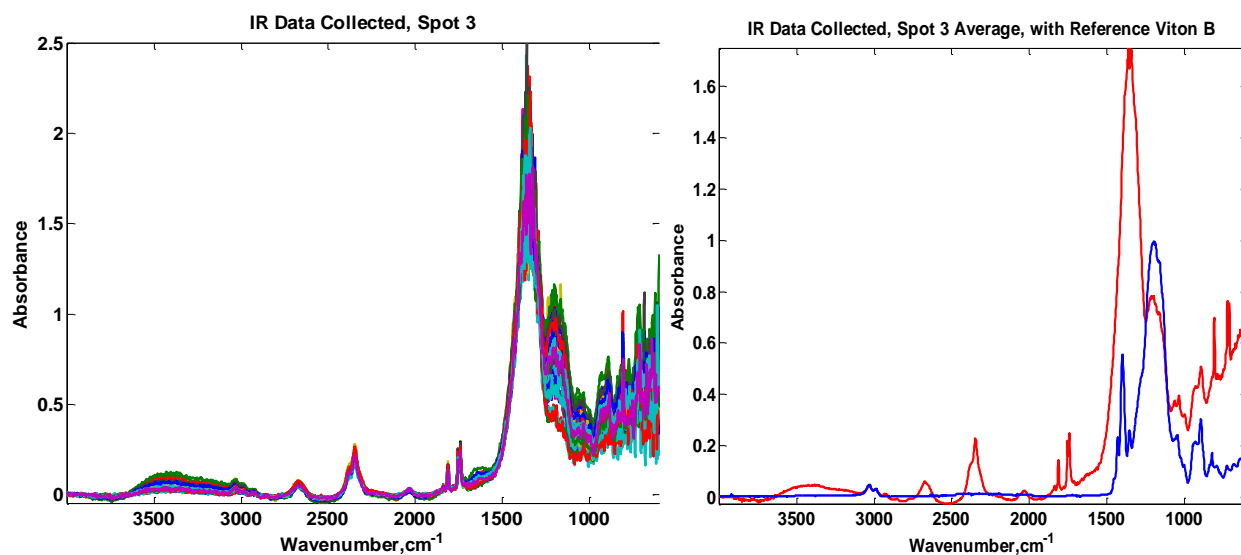 IR Data Collected, Spot 3
2.5
2
1.5
1
0.5
0
Absorbance
3500 3000 2500 2000 1500 1000
Wavenumber,cm-1
IR Data Collected, Spot 3 Average, with Reference Viton B
1.6
1.4
1.2
1
0.8
0.6
0.4
0.2
0
Absorbance
3500 3000 2500 2000 1500 1000
Wavenumber,cm-1